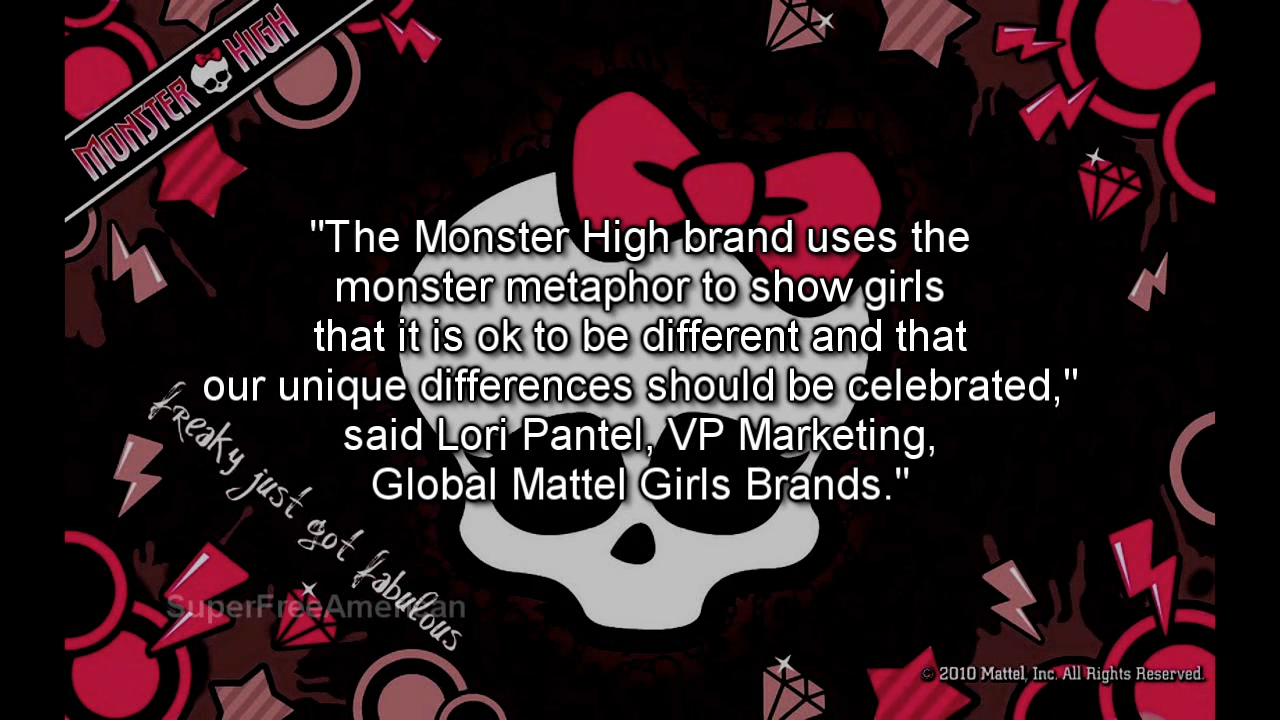 MONSTER HIGH
"The Monster High brand uses the
monster metaphor to show girls
that it is ok to be different and that
our unique differences should be celebrated,"
said Lori Pantel, VP Marketing,
Global Mattel Girls Brands."
freaky just got fabulous
SuperFreeAmerican
© 2010 Mattel, Inc. All Rights Reserved.